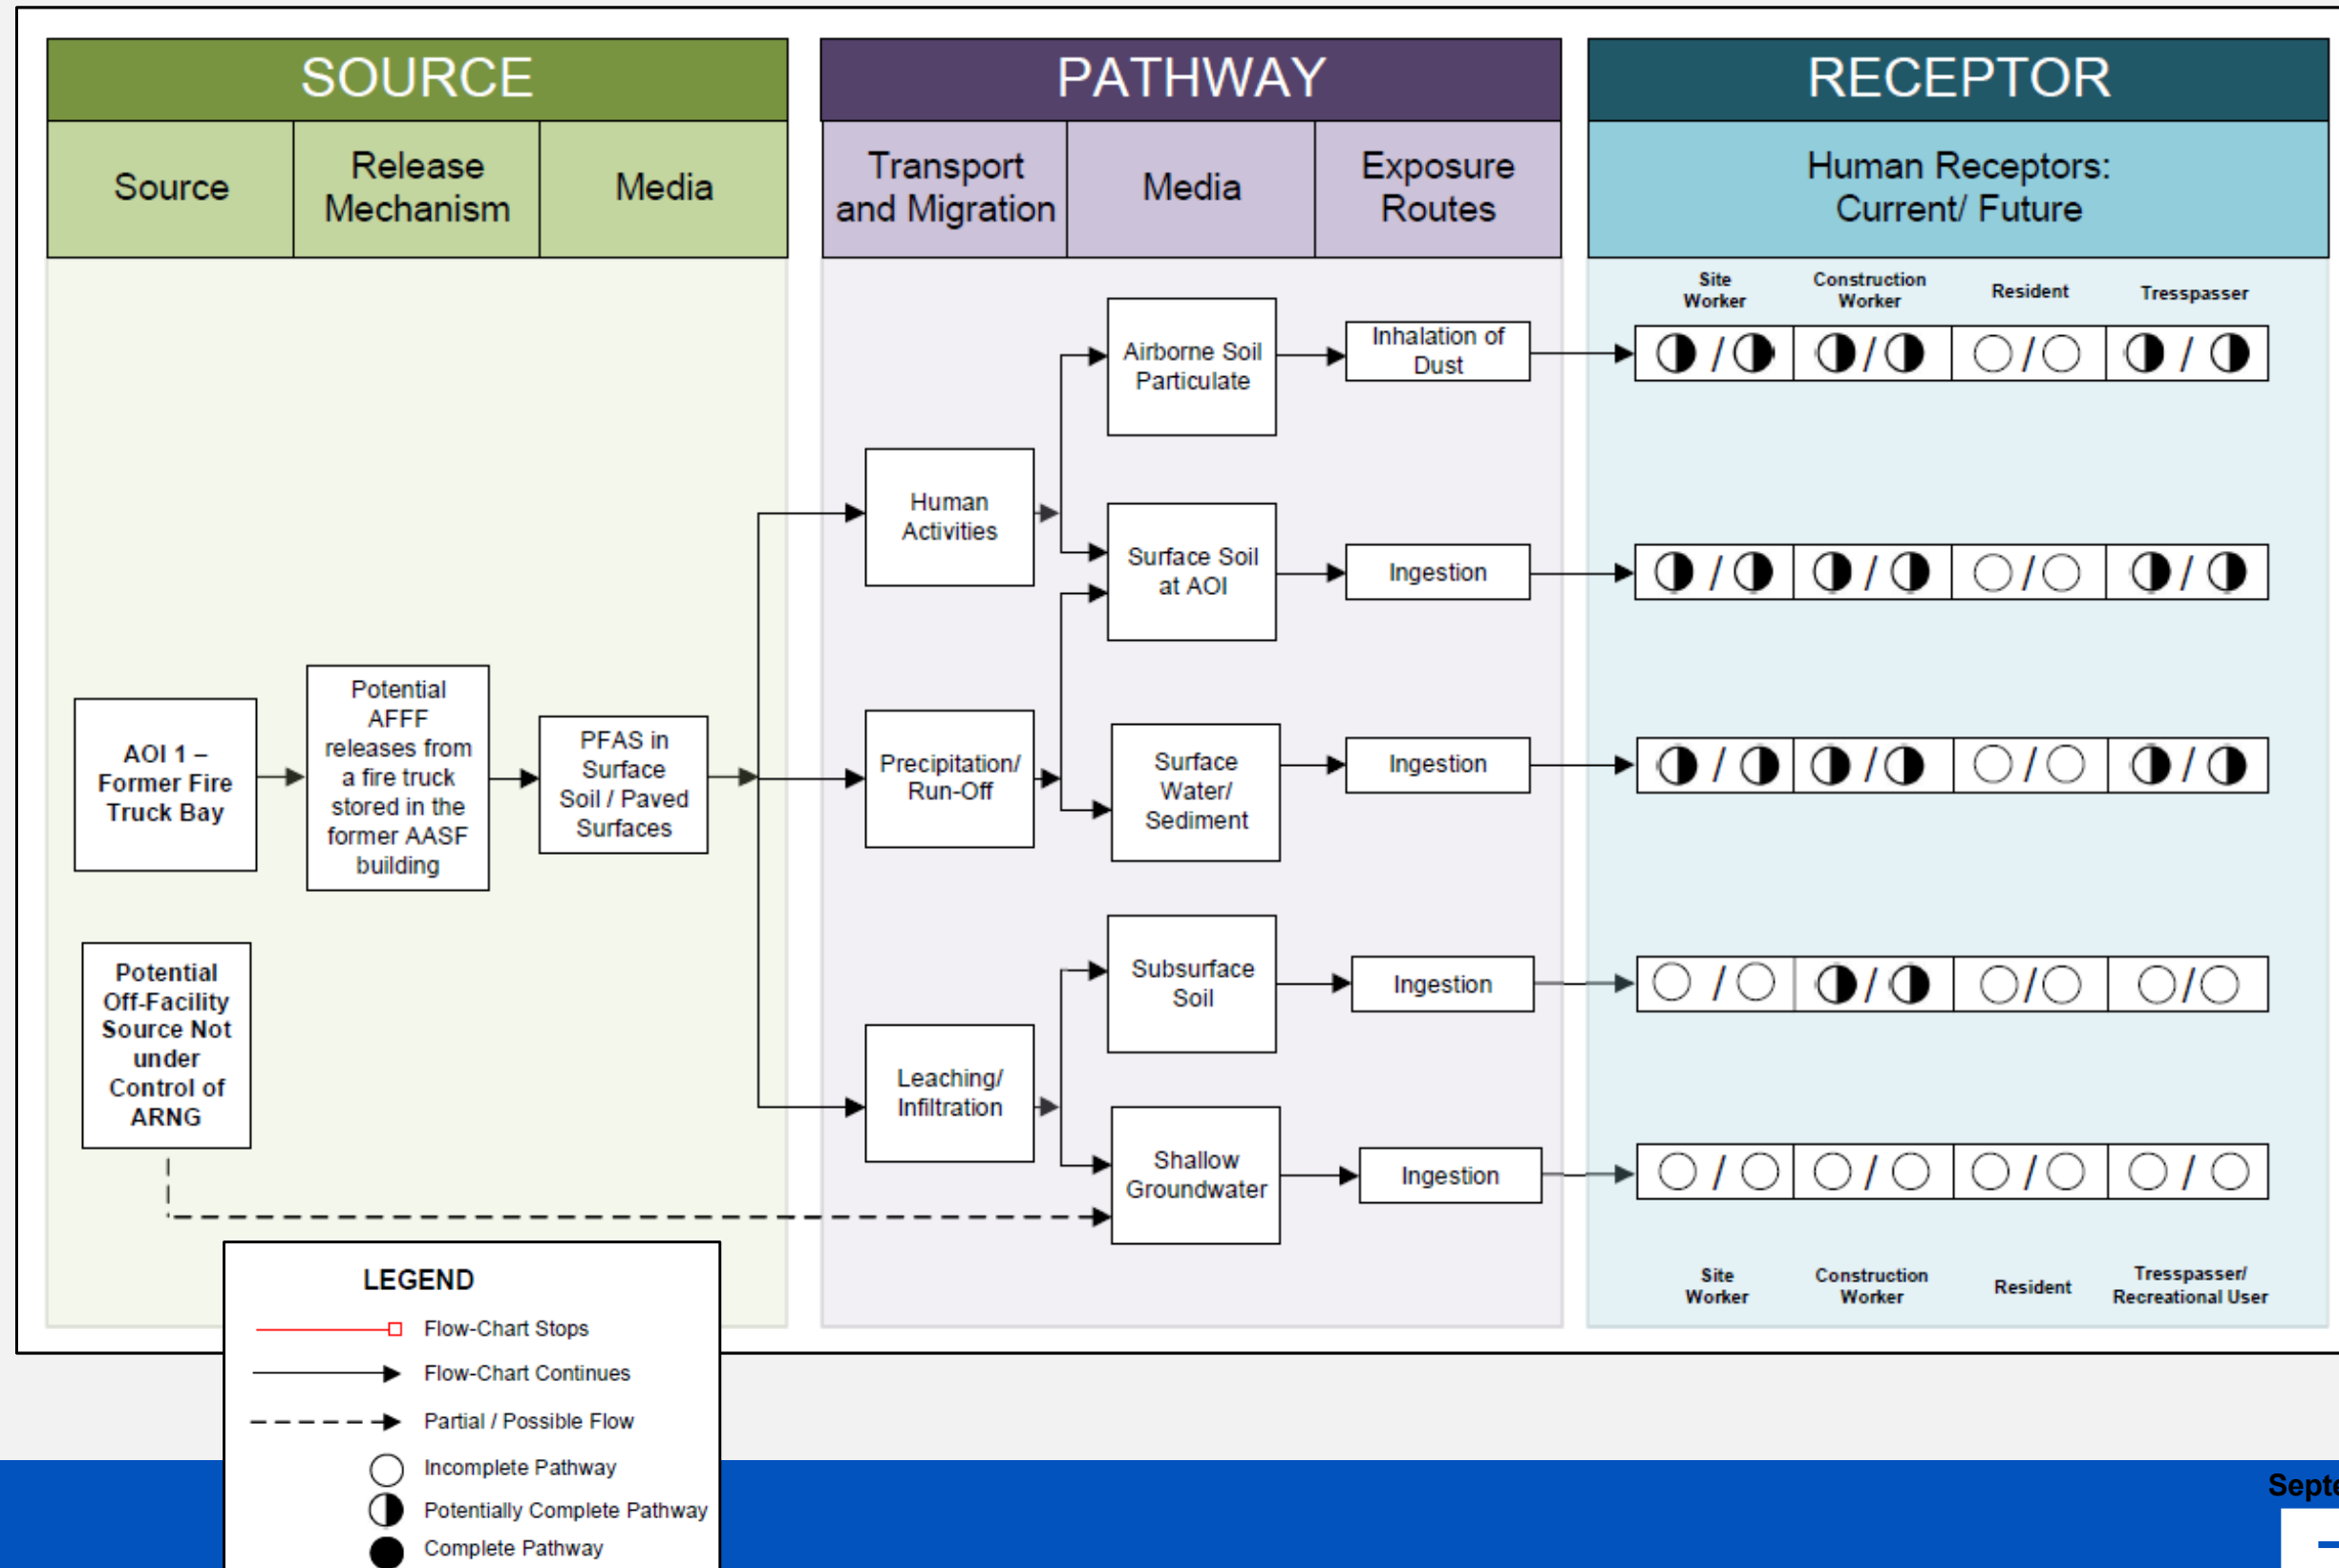 SOURCE
PATHWAY
RECEPTOR
Source
Release
Mechanism
Media
Transport
and Migration
Media
Exposure
Routes
Human Receptors:
Current/ Future
Site
Worker
Construction
Worker
Resident
Tresspasser
Airborne Soil
Particulate
Inhalation of
Dust
/
/
/
/
Human
Activities
Surface Soil
at AOI
Ingestion
/
/
/
/
AOI 1 –
Former Fire
Truck Bay
Potential
AFFF
releases from
a fire truck
stored in the
former AASF
building
PFAS in
Surface
Soil / Paved
Surfaces
Precipitation/
Run-Off
Surface
Water/
Sediment
Ingestion
/
/
/
/
Potential
Off-Facility
Source Not
under
Control of
ARNG
Leaching/
Infiltration
Subsurface
Soil
Ingestion
/
/
/
/
Shallow
Groundwater
Ingestion
/
/
/
/
Site
Worker
Construction
Worker
Resident
Tresspasser/
Recreational User
LEGEND
Flow-Chart Stops
Flow-Chart Continues
Partial / Possible Flow
Incomplete Pathway
Potentially Complete Pathway
Complete Pathway
Septe